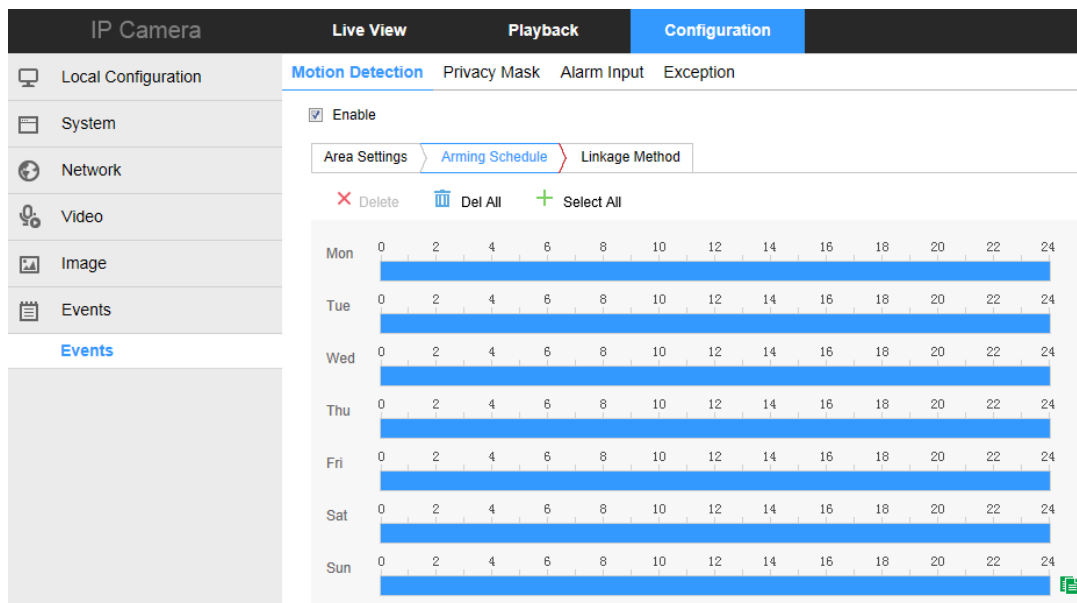 IP Camera Live View Playback Configuration
Local Configuration
System
Network
Video
Image
Events
Events
Motion Detection Privacy Mask Alarm Input Exception
Enable
Area Settings Arming Schedule Linkage Method
Delete Del All Select All
Mon 0 2 4 6 8 10 12 14 16 18 20 22 24
Tue 0 2 4 6 8 10 12 14 16 18 20 22 24
Wed 0 2 4 6 8 10 12 14 16 18 20 22 24
Thu 0 2 4 6 8 10 12 14 16 18 20 22 24
Fri 0 2 4 6 8 10 12 14 16 18 20 22 24
Sat 0 2 4 6 8 10 12 14 16 18 20 22 24
Sun 0 2 4 6 8 10 12 14 16 18 20 22 24